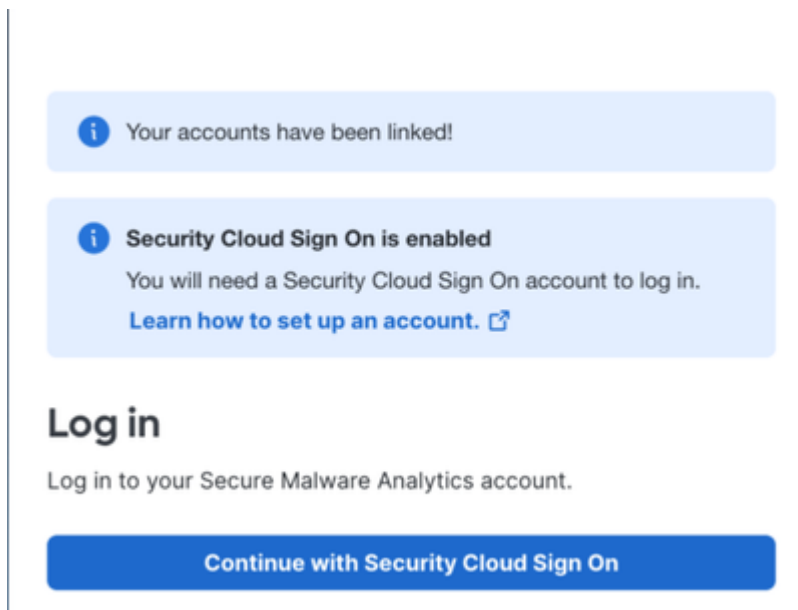 Your accounts have been linked!
Security Cloud Sign On is enabled
You will need a Security Cloud Sign On account to log in.
Learn how to set up an account.
Log in
Log in to your Secure Malware Analytics account.
Continue with Security Cloud Sign On